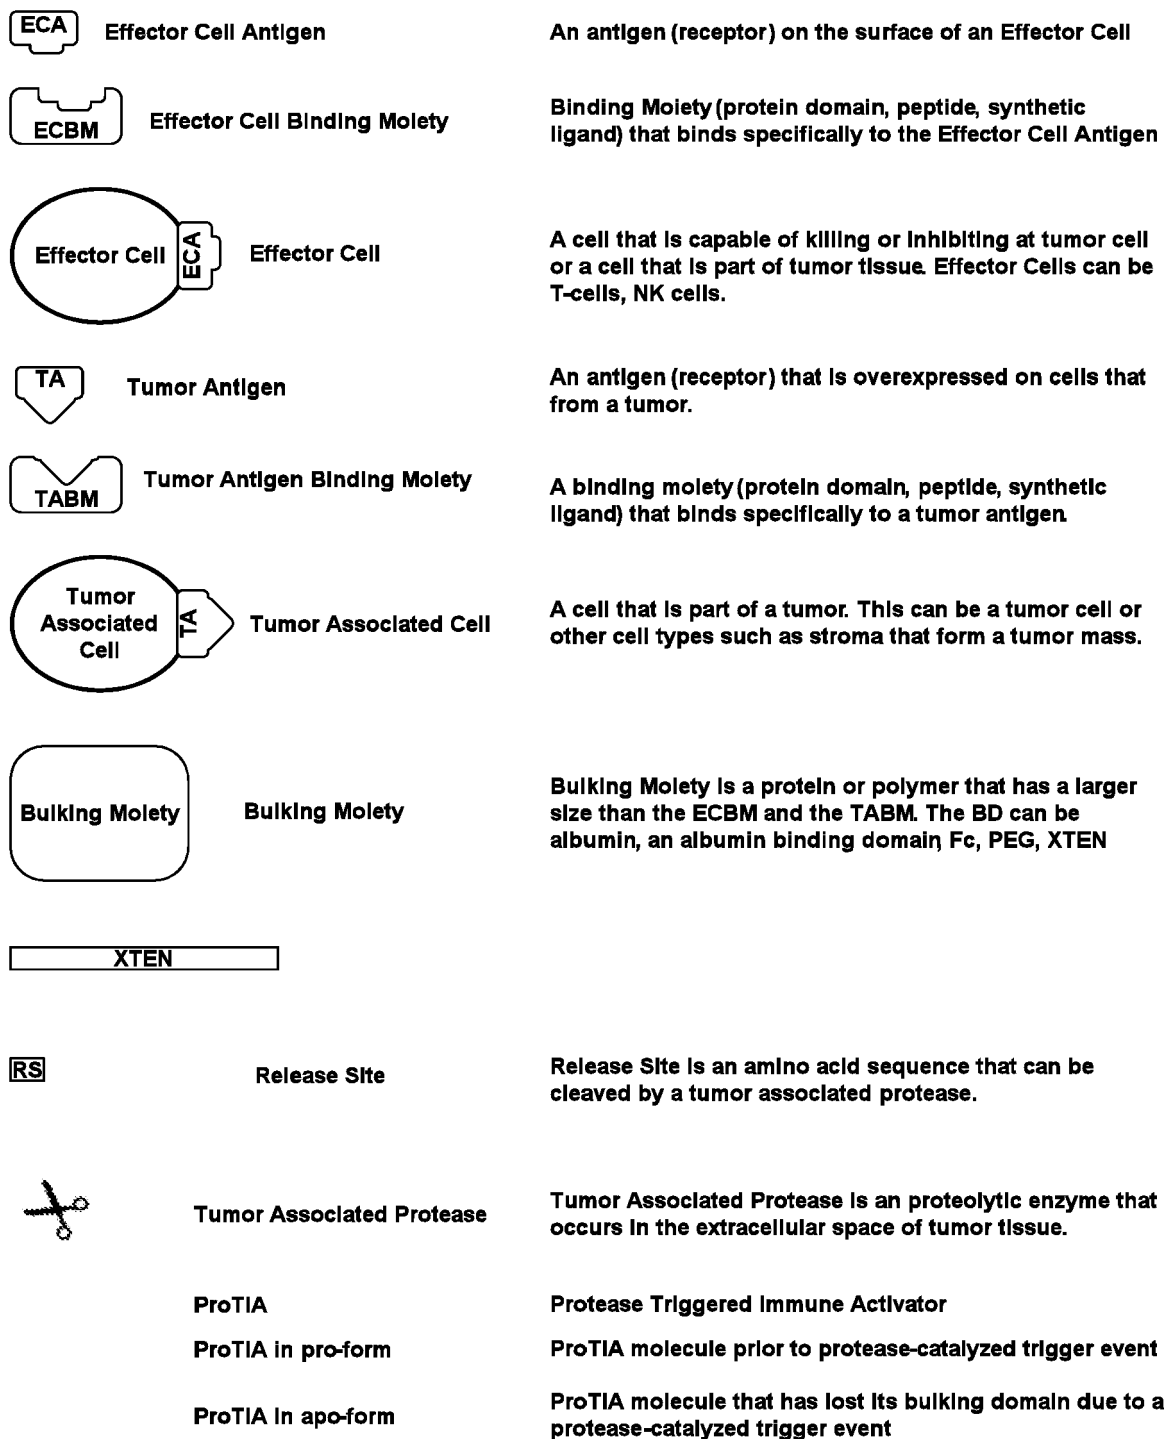 ECA Effector Cell Antigen An antigen (receptor) on the surface of an Effector Cell
ECBM Effector Cell Binding Moiety Binding Moiety (protein domain, peptide, synthetic
ligand) that binds specifically to the Effector Cell Antigen
Effector Cell ECA Effector Cell A cell that is capable of killing or inhibiting at tumor cell
or a cell that is part of tumor tissue. Effector Cells can be
T-cells, NK cells.
TA Tumor Antigen An antigen (receptor) that is overexpressed on cells that
from a tumor.
TABM Tumor Antigen Binding Moiety A binding moiety (protein domain, peptide, synthetic
ligand) that binds specifically to a tumor antigen.
Tumor
Associated
Cell
TA Tumor Associated Cell A cell that is part of a tumor. This can be a tumor cell or
other cell types such as stroma that form a tumor mass.
Bulking Moiety Bulking Moiety Bulking Moiety is a protein or polymer that has a larger
size than the ECBM and the TABM. The BD can be
albumin, an albumin binding domain, Fc, PEG, XTEN
XTEN
RS Release Site Release Site is an amino acid sequence that can be
cleaved by a tumor associated protease.
Tumor Associated Protease Tumor Associated Protease is an proteolytic enzyme that
occurs in the extracellular space of tumor tissue.
ProTIA Protease Triggered Immune Activator
ProTIA in pro-form ProTIA molecule prior to protease-catalyzed trigger event
ProTIA in apo-form ProTIA molecule that has lost its bulking domain due to a
protease-catalyzed trigger event